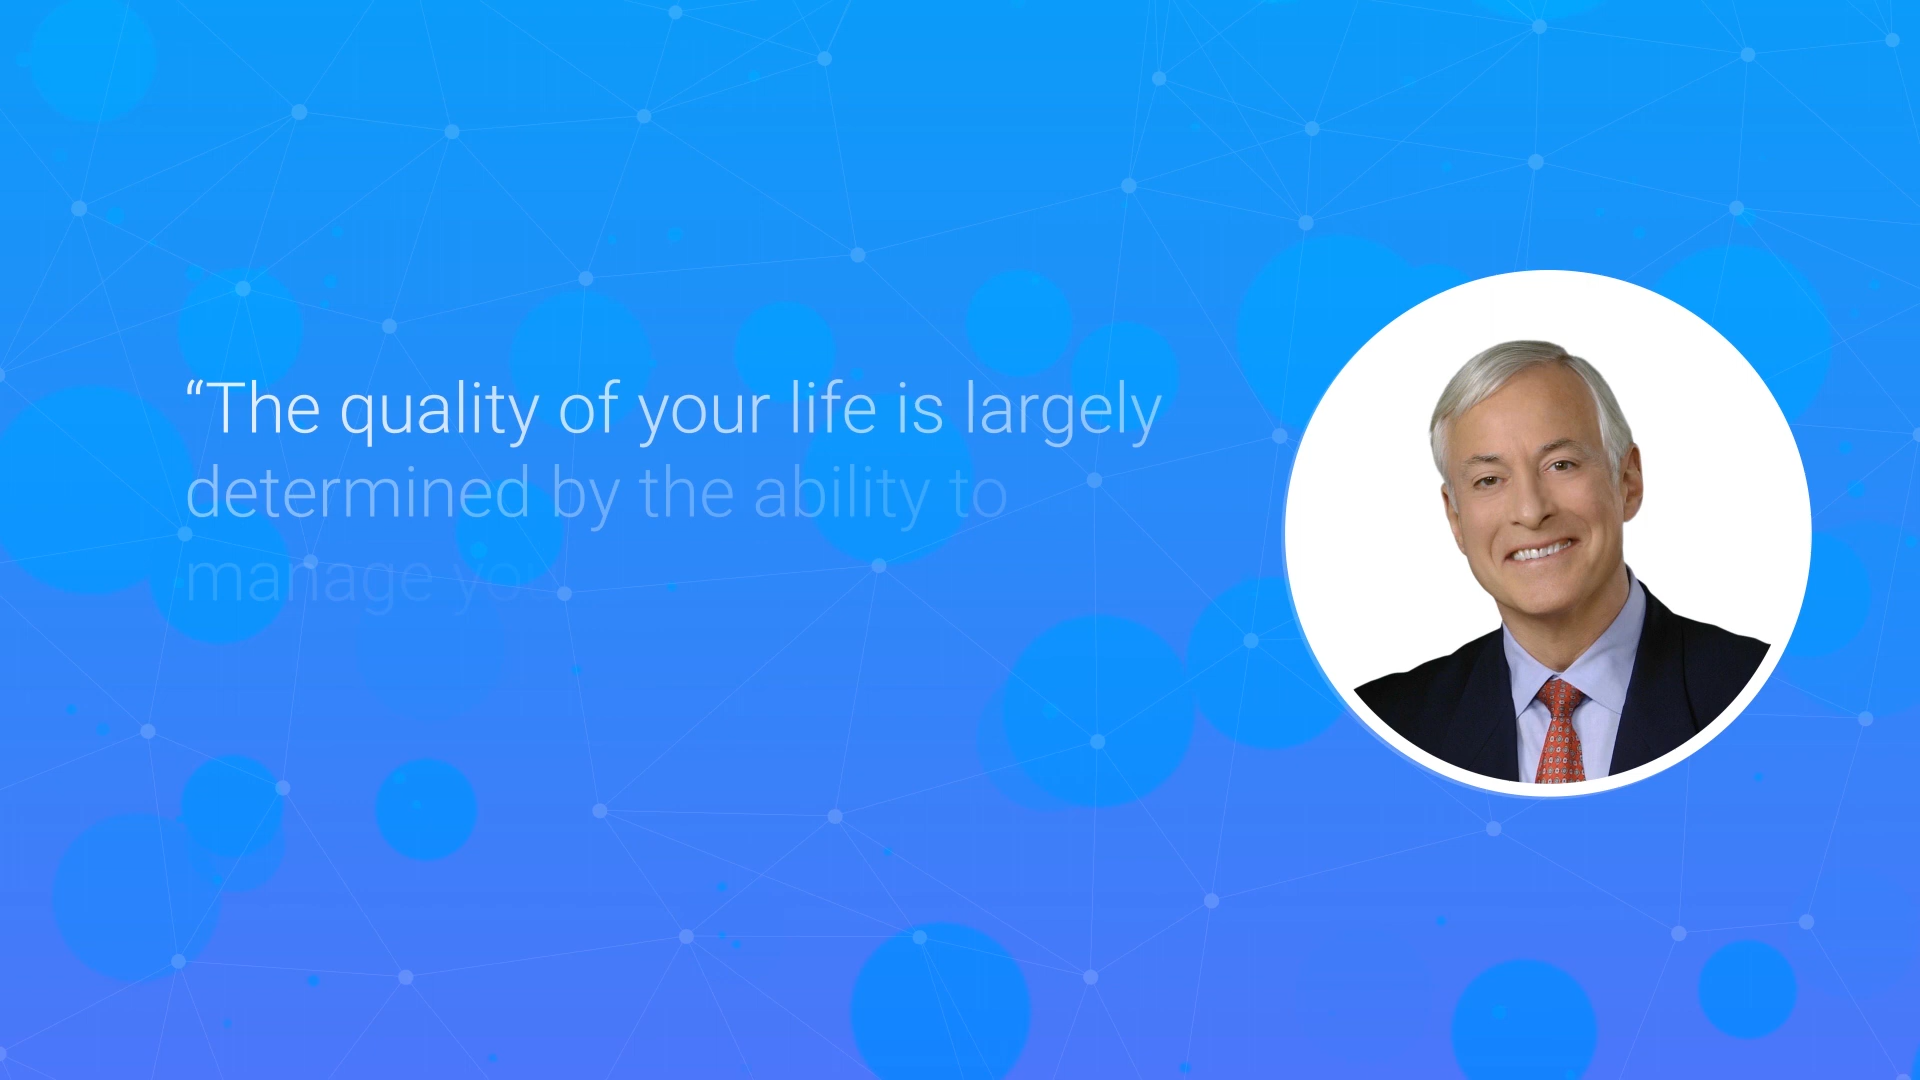 “The quality of your life is largely
determined by the ability to
manage